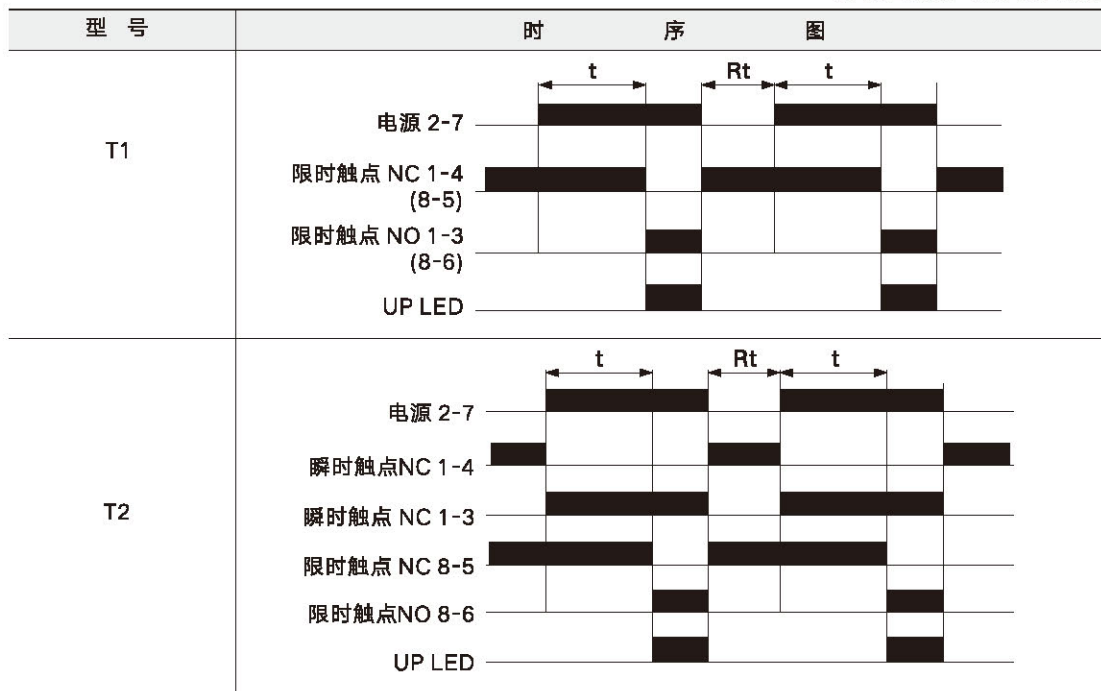 型 号
时 序 图
T1
t Rt t
电源 2-7
限时触点 NC 1-4
(8-5)
限时触点 NO 1-3
(8-6)
UP LED
T2
t Rt t
电源 2-7
瞬时触点NC 1-4
瞬时触点 NC 1-3
限时触点 NC 8-5
限时触点NO 8-6
UP LED